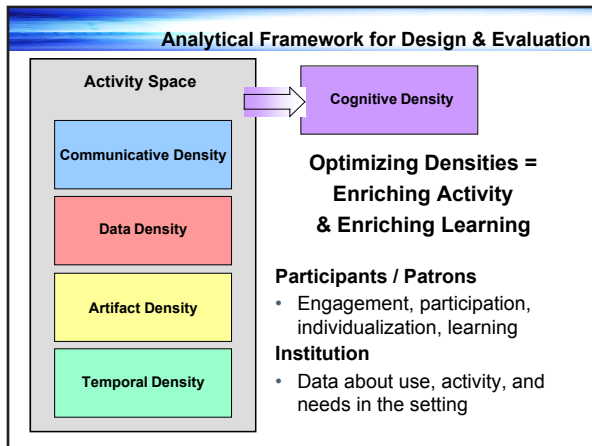 Analytical Framework for Design & Evaluation
Activity Space
Communicative Density
Data Density
Artifact Density
Temporal Density
Cognitive Density
Optimizing Densities =
Enriching Activity
& Enriching Learning
Participants / Patrons
• Engagement, participation,
individualization, learning
Institution
• Data about use, activity, and
needs in the setting